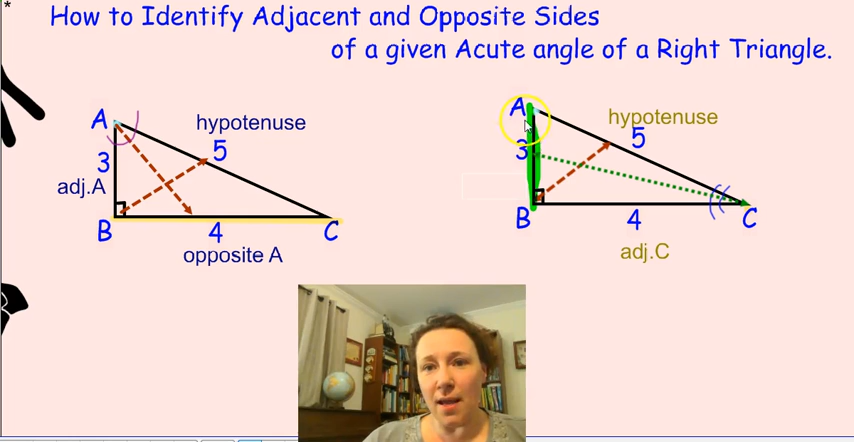 *
How to Identify Adjacent and Opposite Sides
of a given Acute angle of a Right Triangle.
A
hypotenuse
5
3
adj.A
B
4
C
opposite A
A
hypotenuse
5
3
B
4
C
adj.C